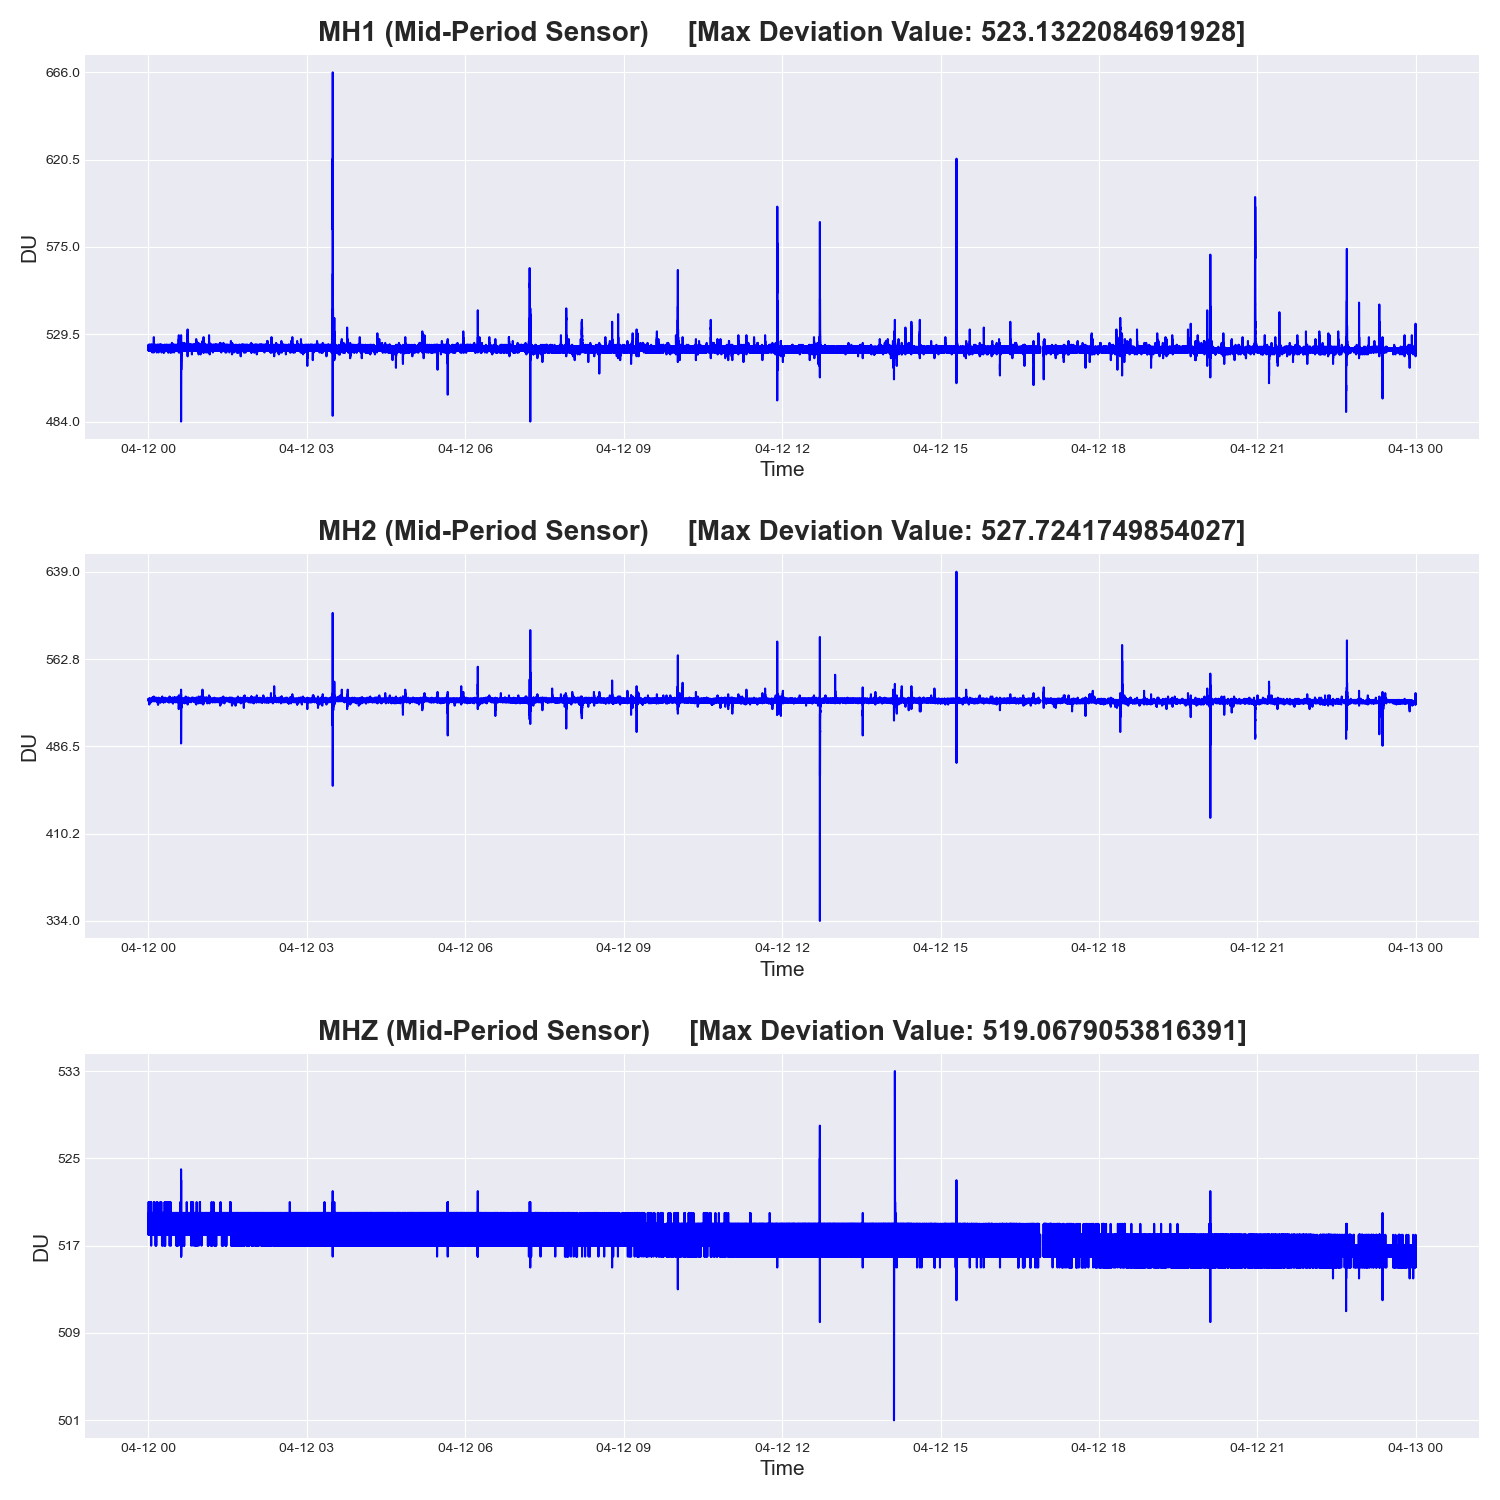 MH1 (Mid-Period Sensor) [Max Deviation Value: 523.1322084691928]
666.0
620.5
575.0
529.5
484.0
DU
04-12 00 04-12 03 04-12 06 04-12 09 04-12 12 04-12 15 04-12 18 04-12 21 04-13 00
Time
MH2 (Mid-Period Sensor) [Max Deviation Value: 527.7241749854027]
639.0
562.8
486.5
410.2
334.0
DU
04-12 00 04-12 03 04-12 06 04-12 09 04-12 12 04-12 15 04-12 18 04-12 21 04-13 00
Time
MHZ (Mid-Period Sensor) [Max Deviation Value: 519.0679053816391]
533
525
517
509
501
DU
04-12 00 04-12 03 04-12 06 04-12 09 04-12 12 04-12 15 04-12 18 04-12 21 04-13 00
Time